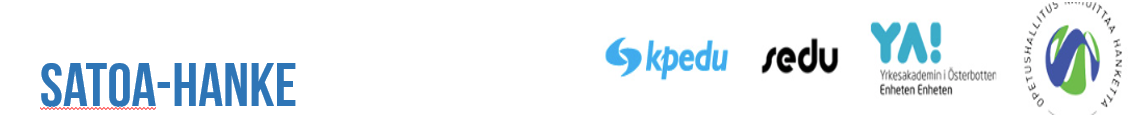 SATOA-HANKE
kpedu
sedu
YA!
Yrkesakademin i Österbotten
Enheten Enheten
OPETUSHALLITUS RAHOITTAA HANKETTA